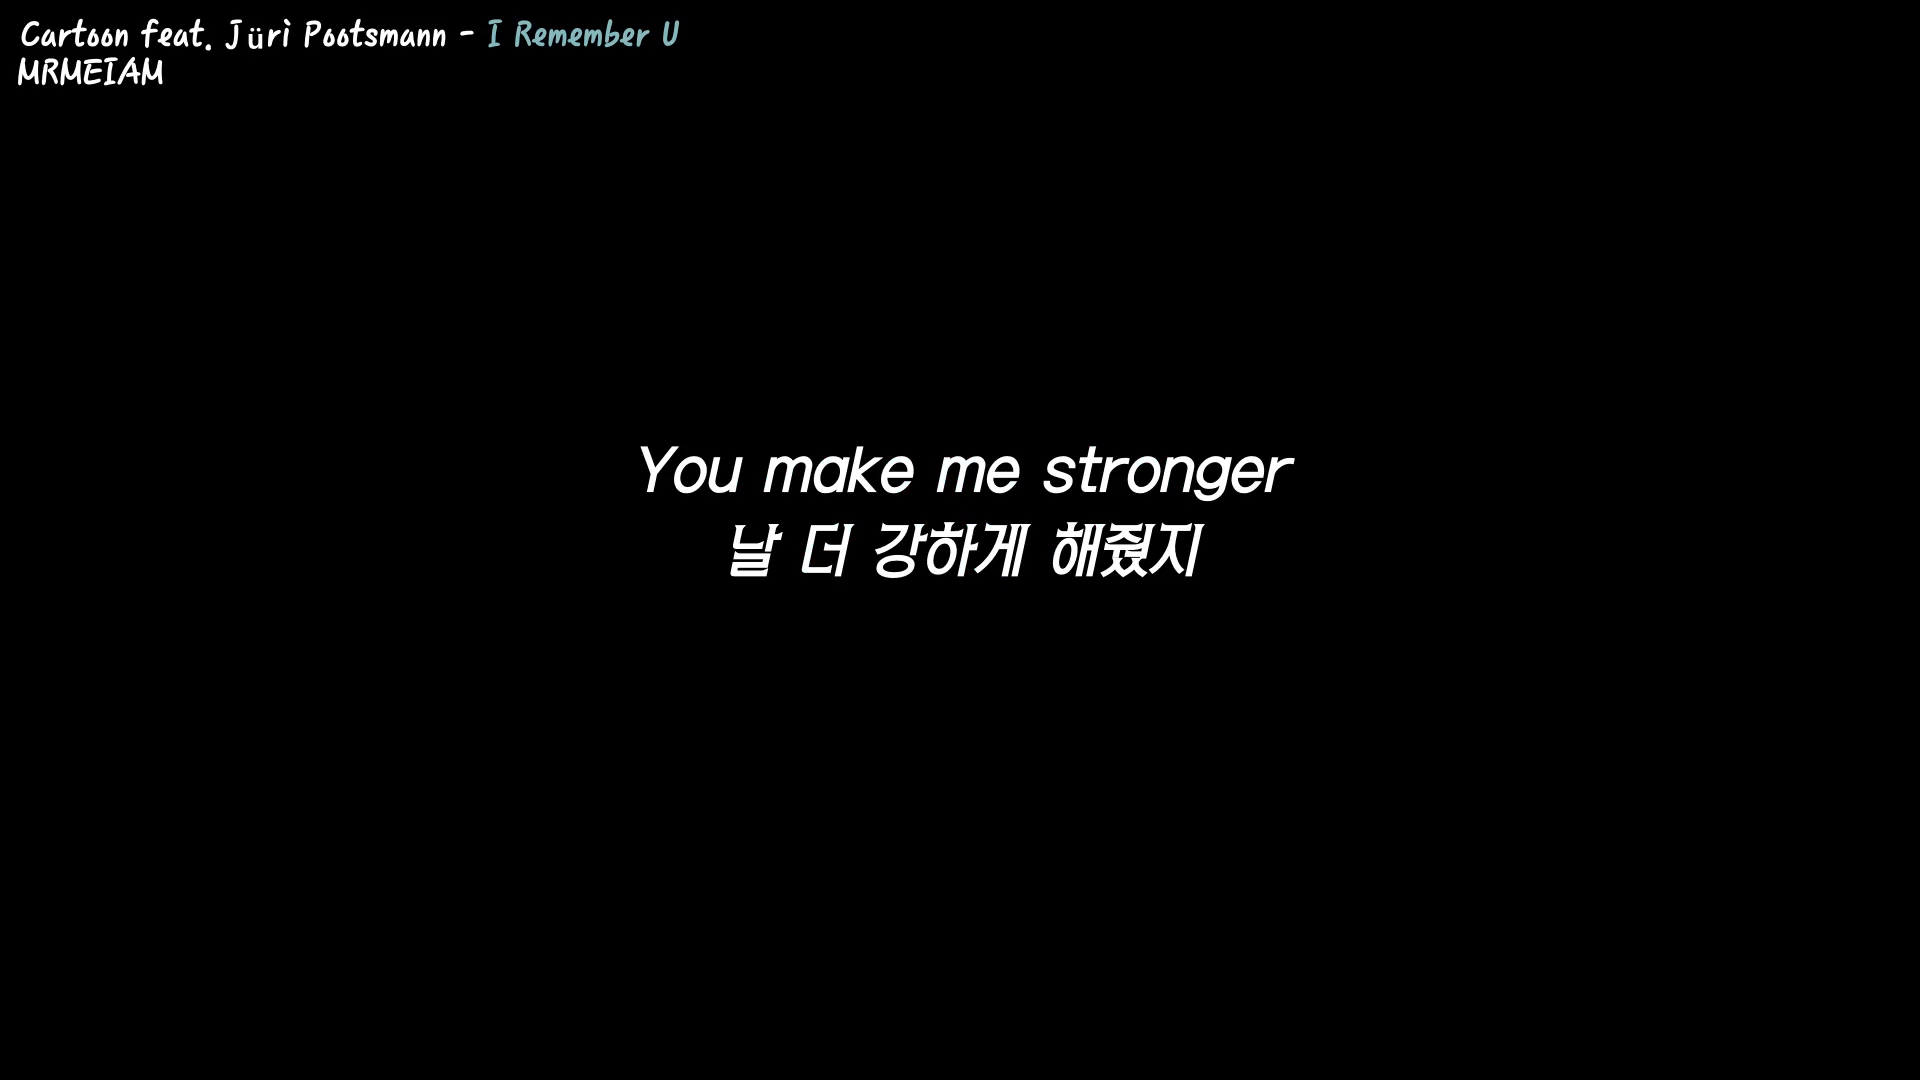 Cartoon feat. Jüri Pootsmann - I Remember U
MRMEIAM
You make me stronger
날 더 강하게 해줬지